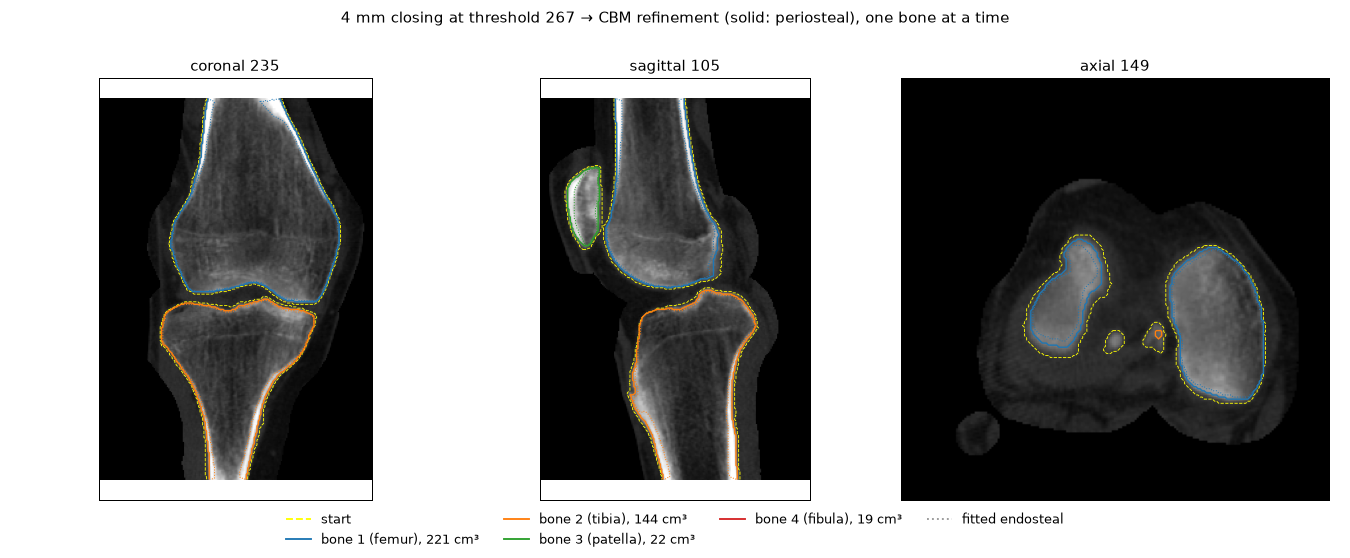 4 mm closing at threshold 267 → CBM refinement (solid: periosteal), one bone at a time
coronal 235
sagittal 105
axial 149
start
bone 1 (femur), 221 cm³
bone 2 (tibia), 144 cm³
bone 3 (patella), 22 cm³
bone 4 (fibula), 19 cm³
fitted endosteal